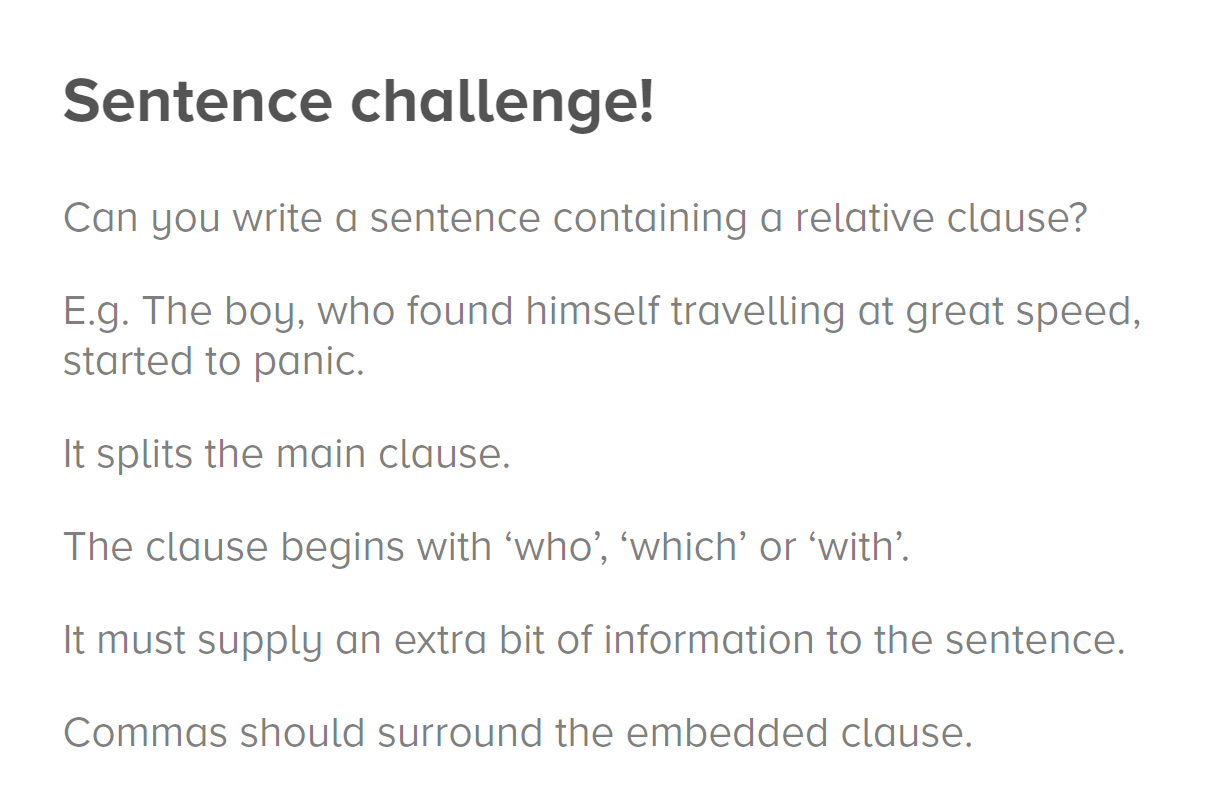 Sentence challenge!
Can you write a sentence containing a relative clause?
E.g. The boy, who found himself travelling at great speed,
started to panic.
It splits the main clause.
The clause begins with ‘who’, ‘which’ or ‘with’.
It must supply an extra bit of information to the sentence.
Commas should surround the embedded clause.